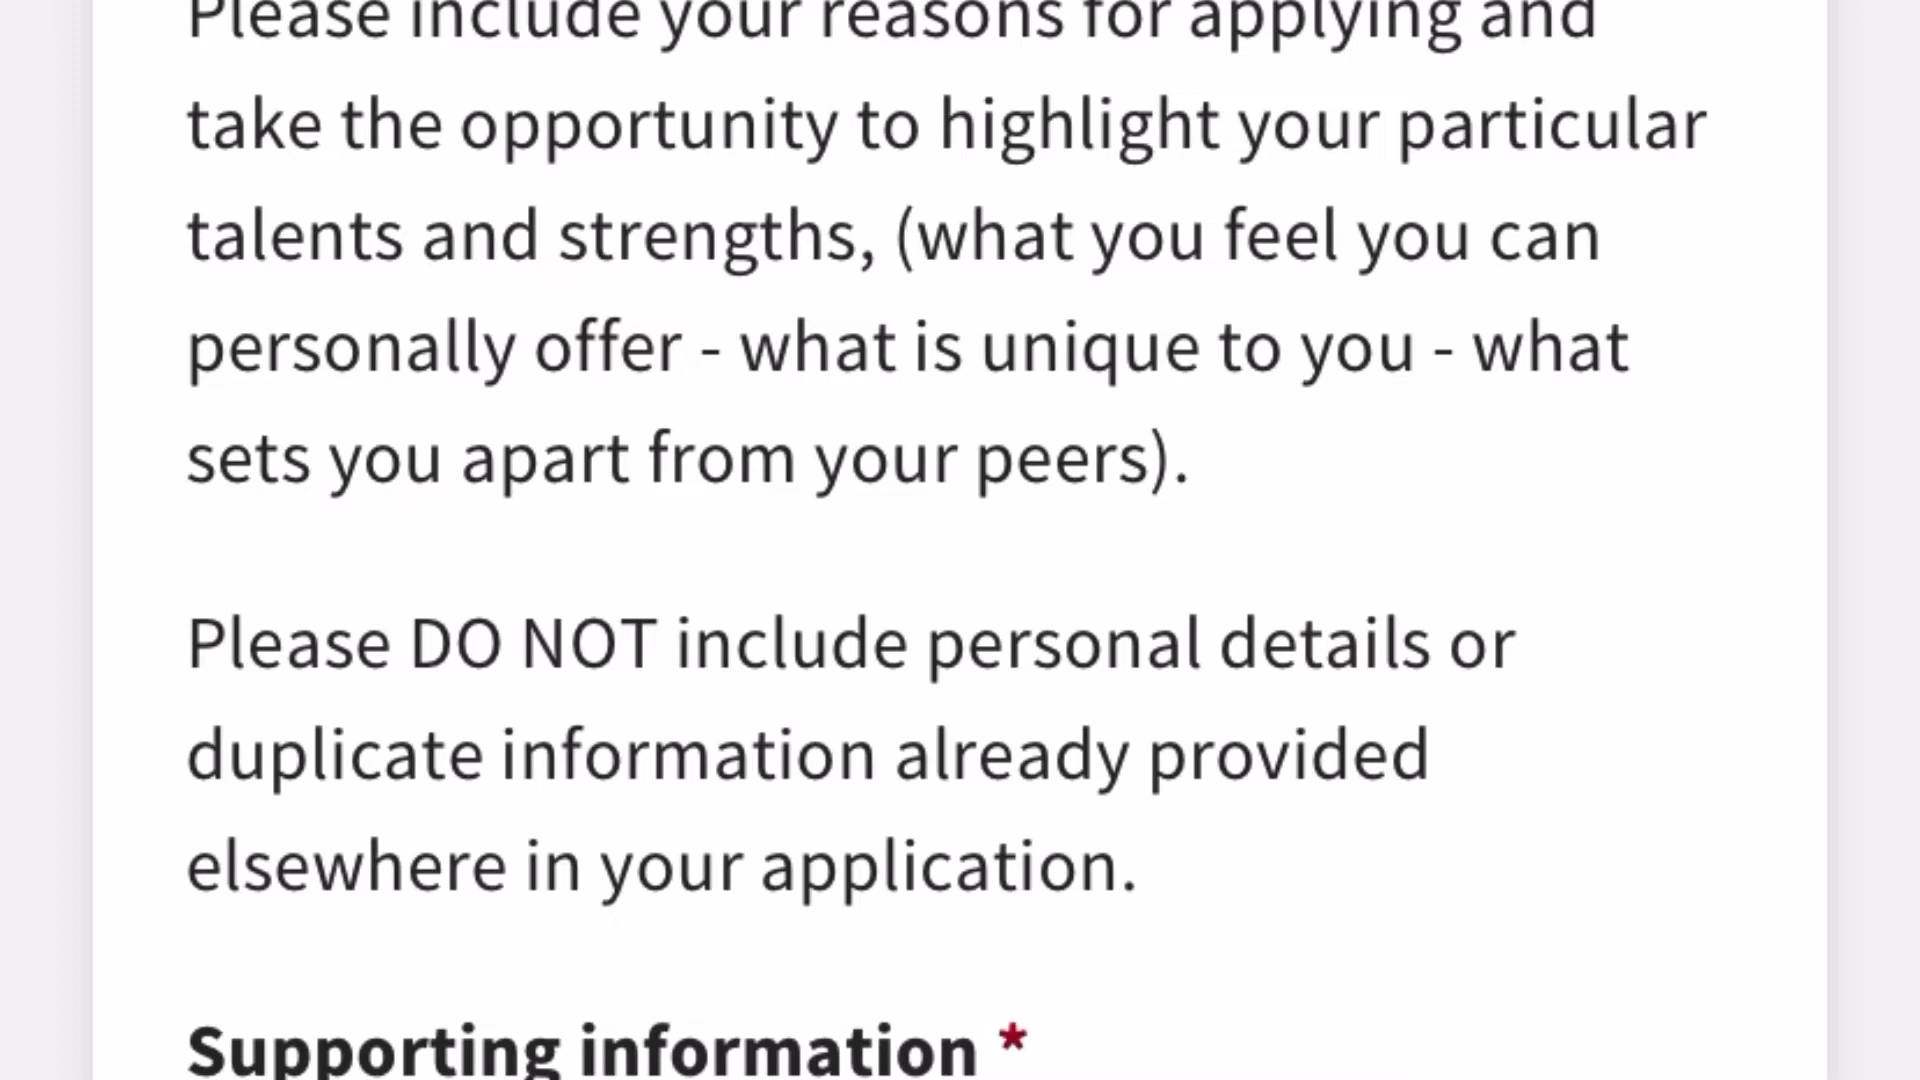 Please include your reasons for applying and
take the opportunity to highlight your particular
talents and strengths, (what you feel you can
personally offer - what is unique to you - what
sets you apart from your peers).
Please DO NOT include personal details or
duplicate information already provided
elsewhere in your application.
Supporting information *